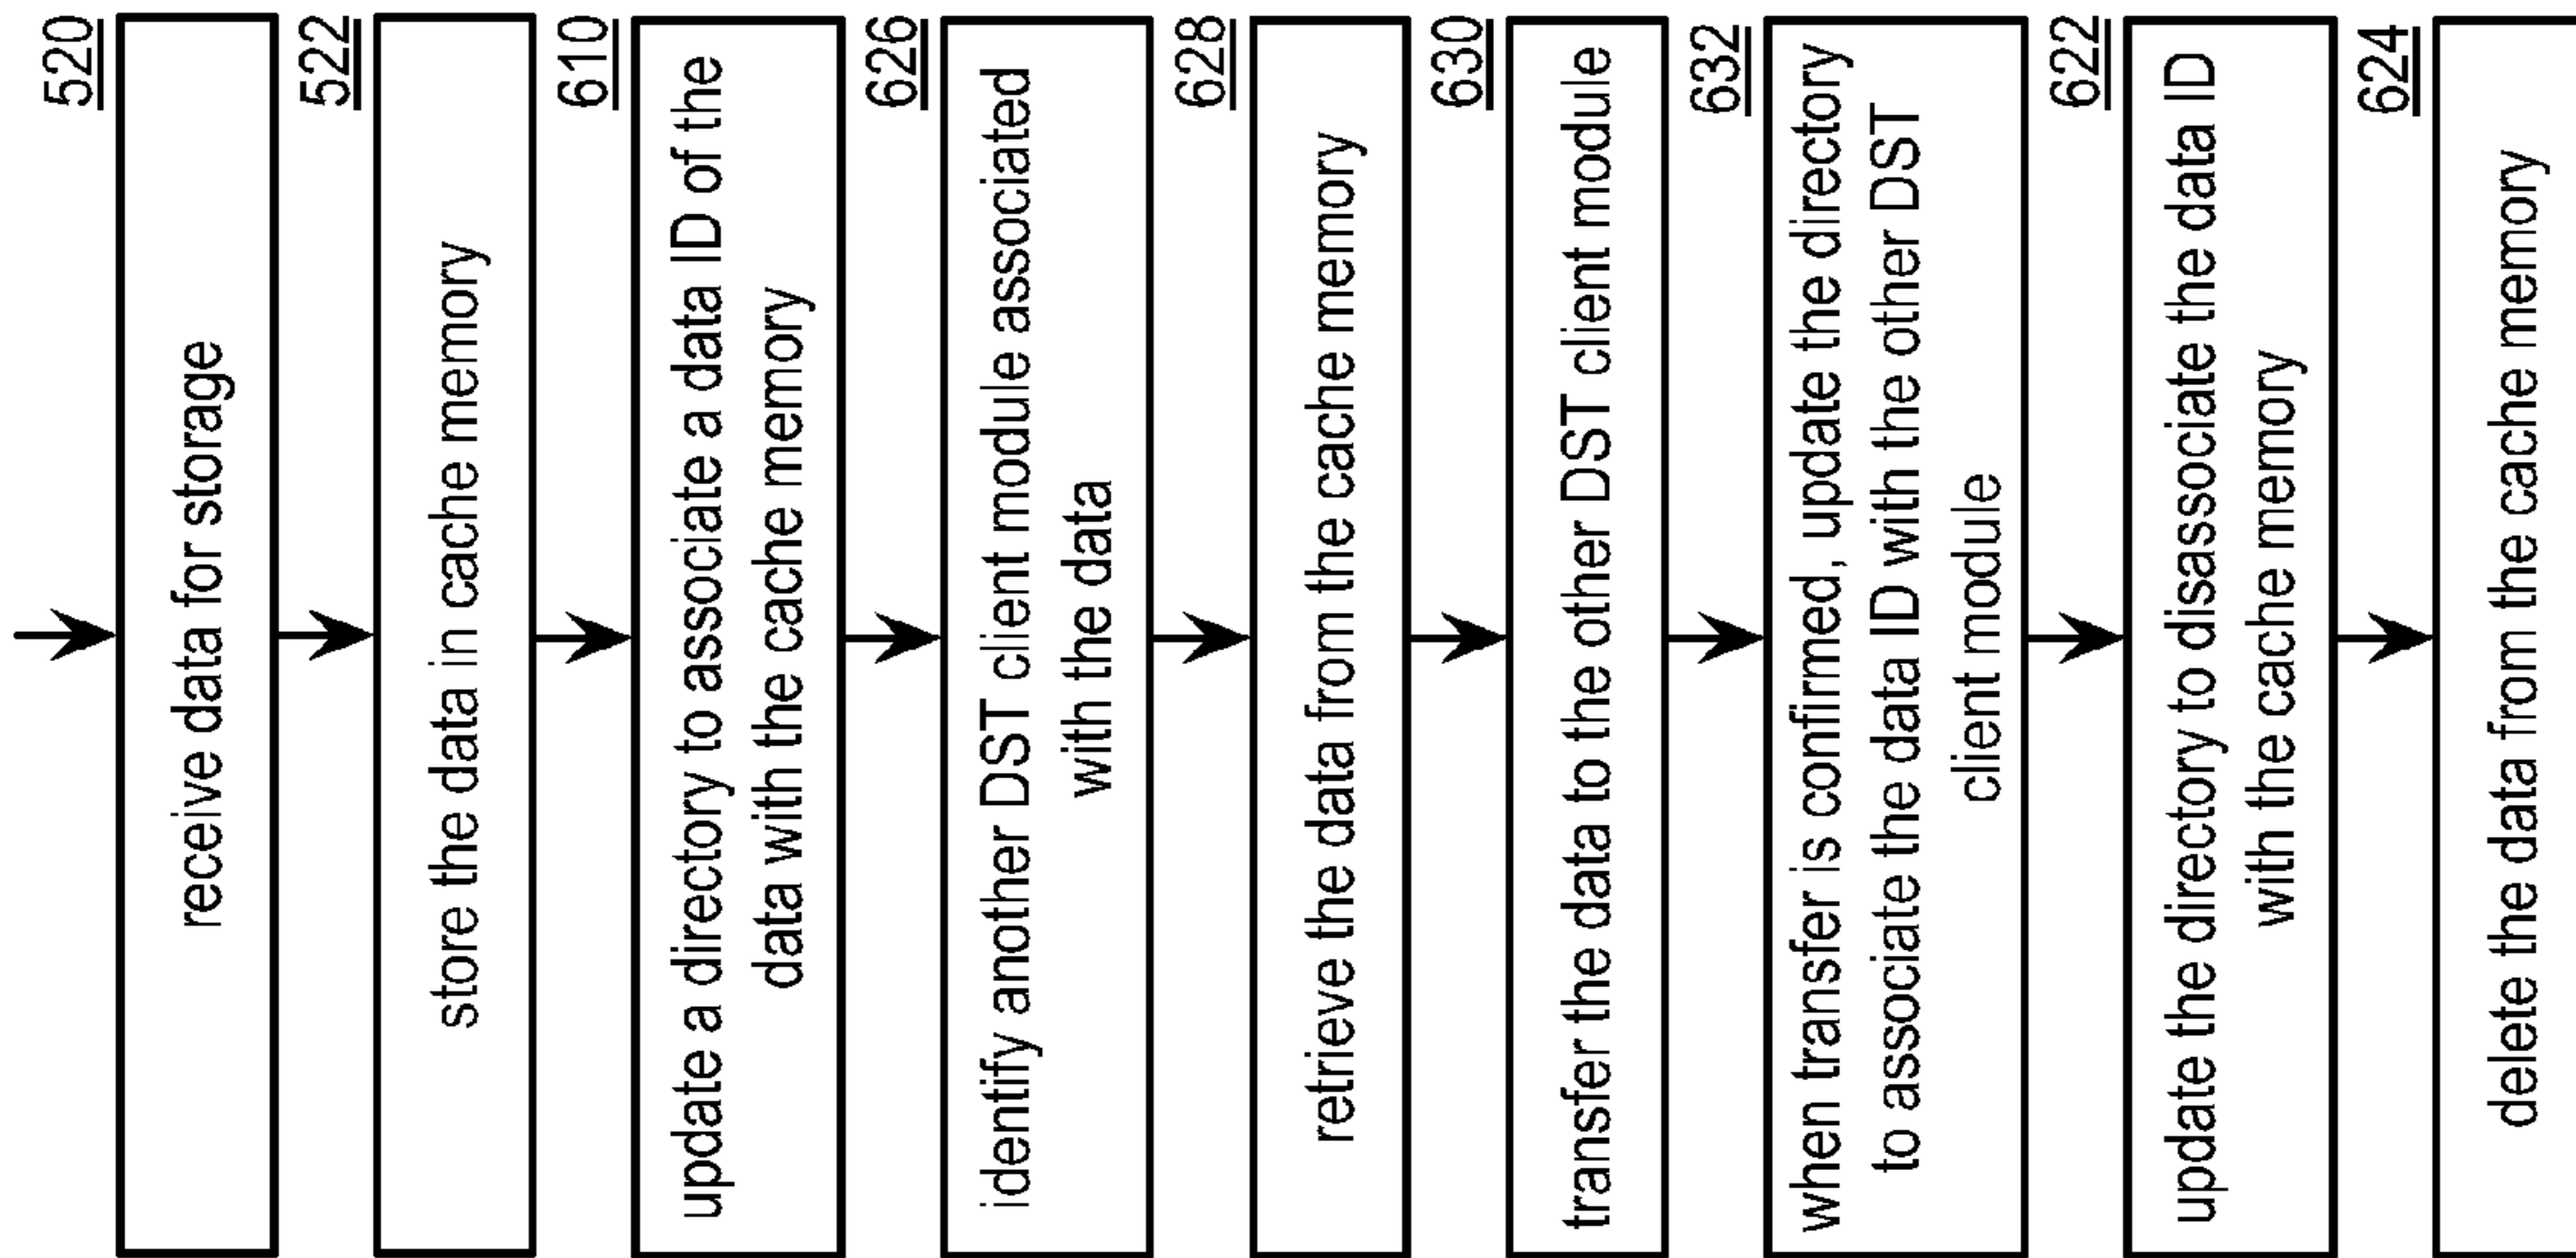 520
receive data for storage
522
store the data in cache memory
610
update a directory to associate a data ID of the
data with the cache memory
626
identify another DST client module associated
with the data
628
retrieve the data from the cache memory
630
transfer the data to the other DST client module
632
when transfer is confirmed, update the directory
to associate the data ID with the other DST
client module
622
update the directory to disassociate the data ID
with the cache memory
624
delete the data from the cache memory